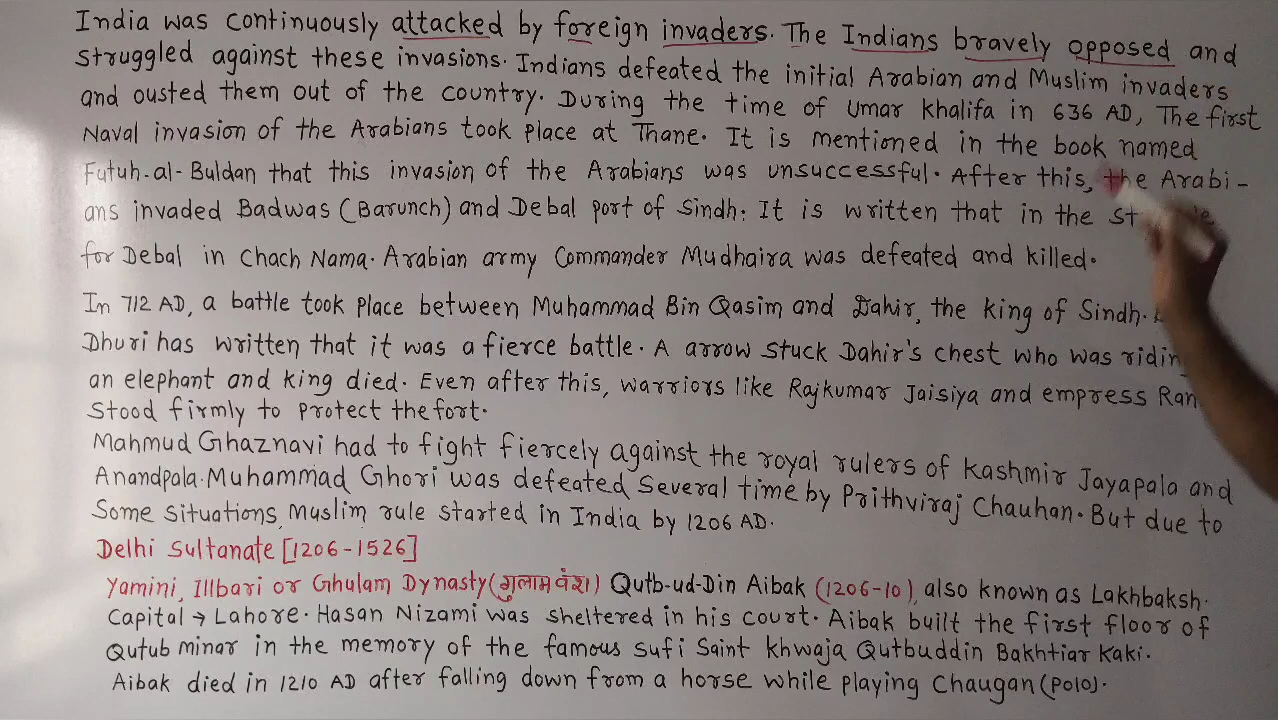 India was continuously attacked by foreign invaders. The Indians bravely opposed and
struggled against these invasions. Indians defeated the initial Arabian and Muslim invaders
and ousted them out of the country. During the time of Umar Khalifa in 636 AD, The first
Naval invasion of the Arabians took place at Thane. It is mentioned in the book named
Futuh-al-Buldan that this invasion of the Arabians was unsuccessful. After this, the Arabi-
ans invaded Badwas (Barunch) and Debal port of Sindh. It is written that in the
for Debal in Chach Nama. Arabian army Commander Mudhaira was defeated and killed.
In 712 AD, a battle took place between Muhammad Bin Qasim and Dahir, the king of Sindh.
Dhuri has written that it was a fierce battle. A arrow stuck Dahir's chest who was ridin
an elephant and king died. Even after this, warriors like Rajkumar Jaisiya and empress Ran
stood firmly to protect the fort.
Mahmud Ghaznavi had to fight fiercely against the royal rulers of Kashmir Jayapala and
Anandpala. Muhammad Ghori was defeated several time by Prithviraj Chauhan. But due to
Some situations Muslim rule started in India by 1206 AD.
Delhi Sultanate [1206-1526]
Yamini, Illbari or Ghulam Dynasty (गुलाम वंश) Qutb-ud-Din Aibak (1206-10), also known as Lakhbaksh.
Capital → Lahore. Hasan Nizami was sheltered in his court. Aibak built the first floor of
Qutub minar in the memory of the famous Sufi Saint Khwaja Qutbuddin Bakhtiar Kaki.
Aibak died in 1210 AD after falling down from a horse while playing Chaugan (Polo).